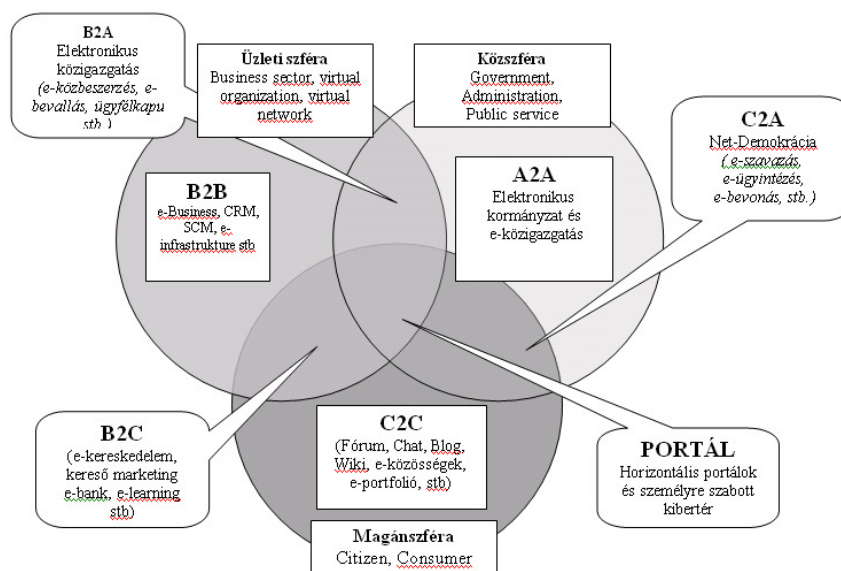 B2A
Elektronikus
közigazgatás
(e-közbeszerzés, e-
bevallás, ügyfélkapu
stb.)
Üzleti szféra
Business sector, virtual
organization, virtual
network
Közszféra
Government,
Administration,
Public service
C2A
Net-Demokrácia
( e-szavazás,
e-ügyintézés,
e-bevonás, stb.)
B2B
e-Business, CRM,
SCM, e-
infrastrukture stb
A2A
Elektronikus
kormányzat és
e-közigazgatás
B2C
(e-kereskedelem,
kereső marketing
e-bank, e-learning
stb)
C2C
(Fórum, Chat, Blog,
Wiki, e-közösségek,
e-portfolió, stb)
PORTÁL
Horizontális portálok
és személyre szabott
kibertér
Magánszféra
Citizen, Consumer